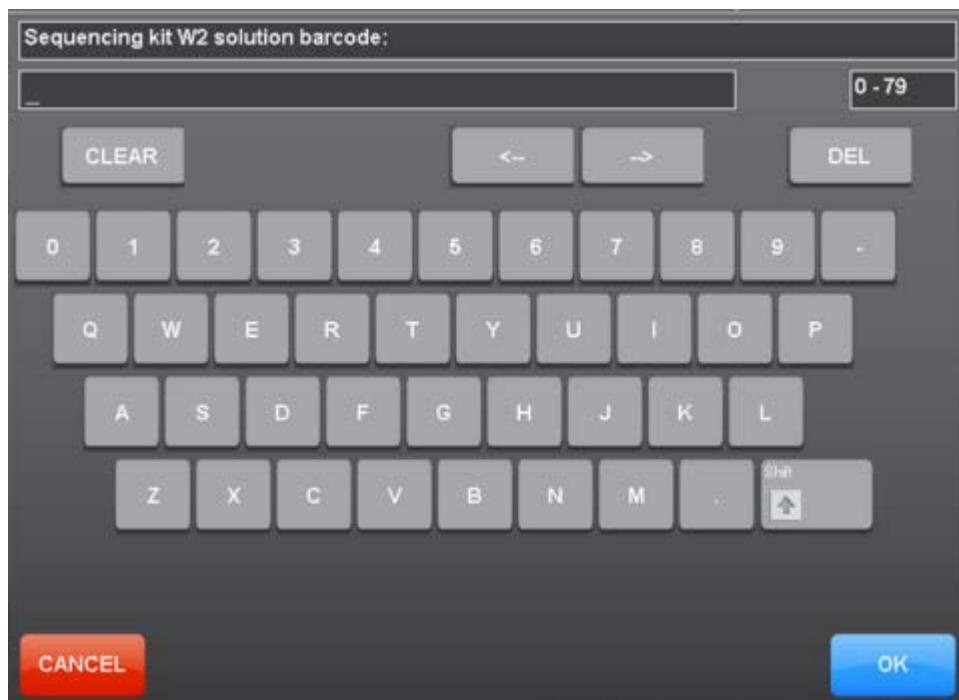 Sequencing kit W2 solution barcode:
_ 0 - 79
CLEAR <-- --> DEL
0 1 2 3 4 5 6 7 8 9 -
Q W E R T Y U I O P
A S D F G H J K L
Z X C V B N M . Shift
CANCEL OK